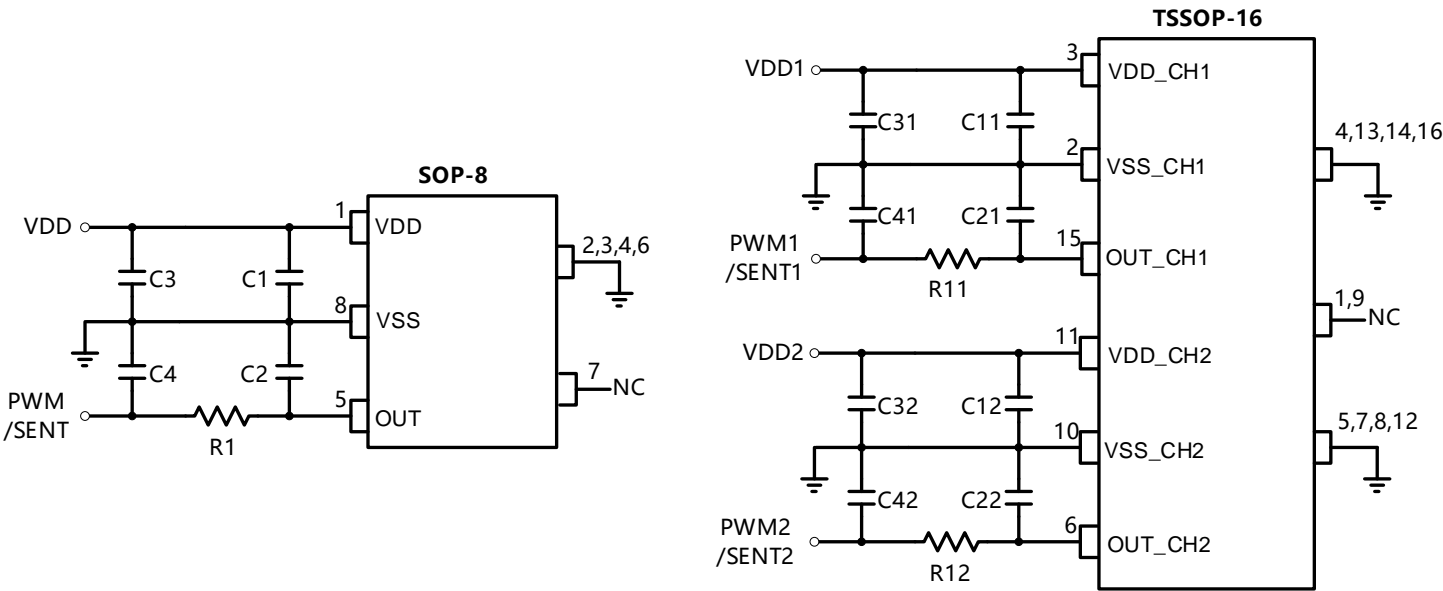 SOP-8
VDD
1
VDD
C3
C1
2,3,4,6
8
VSS
C4
C2
7
NC
PWM
/SENT
R1
5
OUT
TSSOP-16
VDD1
3
VDD_CH1
C31
C11
4,13,14,16
2
VSS_CH1
C41
C21
PWM1
/SENT1
R11
15
OUT_CH1
1,9
NC
VDD2
11
VDD_CH2
C32
C12
5,7,8,12
10
VSS_CH2
C42
C22
PWM2
/SENT2
R12
6
OUT_CH2